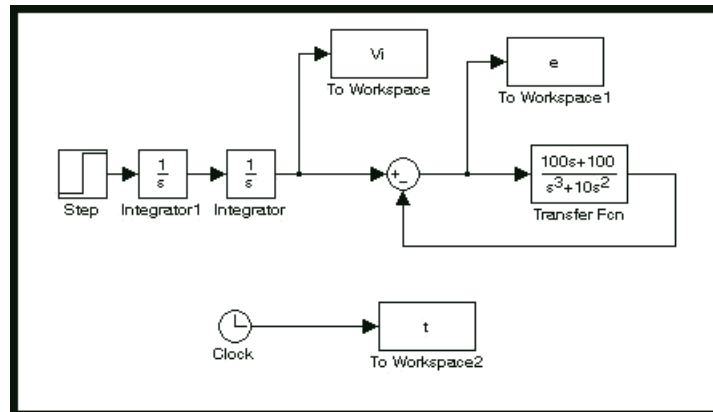 Vi
To Workspace
e
To Workspace1
Step
1
s
Integrator1
1
s
Integrator
+
−
100s+100
s³+10s²
Transfer Fcn
Clock
t
To Workspace2